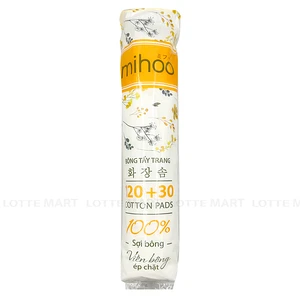 mihoo
BÔNG TẨY TRANG
화장솜
120+30
COTTON PADS
LOTTE MART
100%
Sợi bông
Viền bông
ép chặt